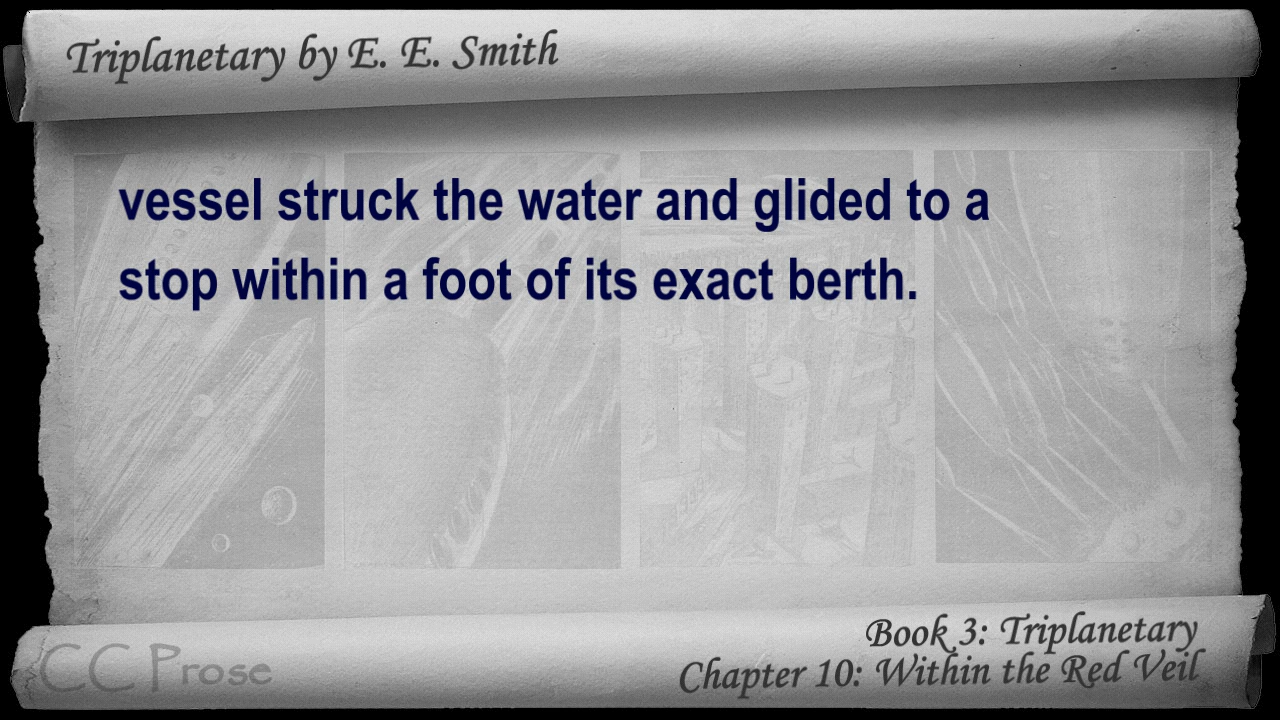 Triplanetary by E. E. Smith
vessel struck the water and glided to a
stop within a foot of its exact berth.
Book 3: Triplanetary
Chapter 10: Within the Red Veil
CC Prose